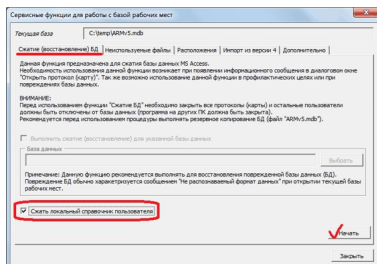 Сервисные функции для работы с базой рабочих мест
Текущая база C:\temp\ARMv5.mdb
Сжатие (восстановление) БД Неиспользуемые файлы Расположения Импорт из версии 4 Дополнительно
Данная функция предназначена для сжатия базы данных MS Access.
Необходимость использования данной функции возникает при появлении информационного сообщения в диалоговом окне
"Открыть протокол (карту)". Так же возможно использование данной функции в профилактических целях или при
повреждениях базы данных.
ВНИМАНИЕ:
Перед использованием функции "Сжатие БД" необходимо закрыть все протоколы (карты) и остальные пользователи
должны быть отключены от базы данных (программа на других ПК должна быть закрыта).
Рекомендуется перед использованием процедуры выполнить резервное копирование БД (файл "ARMv5.mdb").
Выполнить сжатие (восстановление) для указанной базы данных
База данных
Выбрать
Примечание: Данную функцию рекомендуется выполнять для восстановления поврежденной базы данных (БД).
Повреждение БД обычно характеризуется сообщением "Не распознаваемый формат данных" при открытии текущей базы
рабочих мест.
Сжать локальный справочник пользователя
Начать
Закрыть